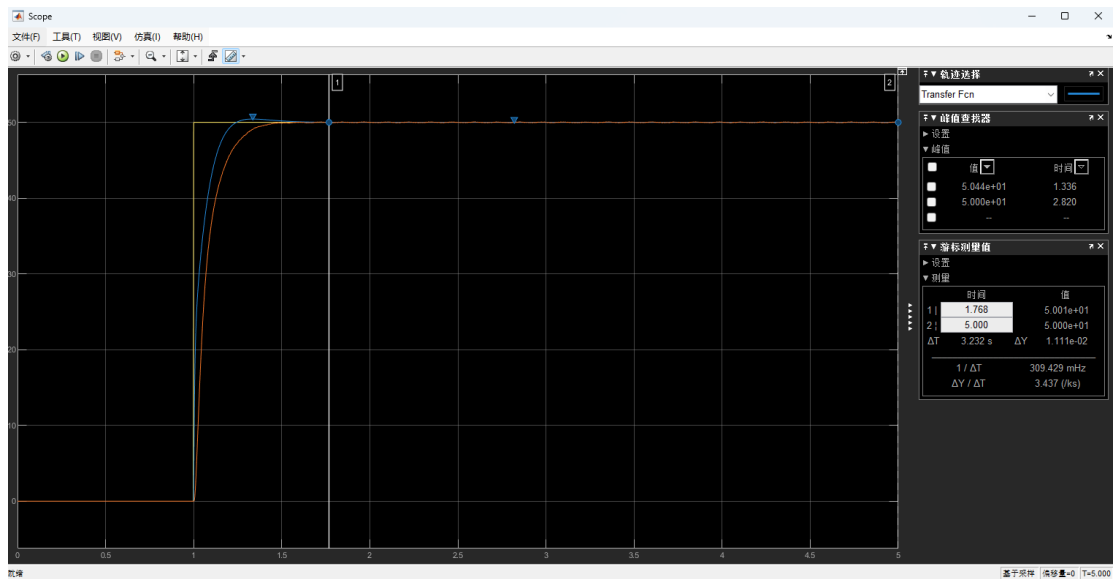 Scope
文件(F) 工具(T) 视图(V) 仿真(I) 帮助(H)
1
2
50
40
30
20
10
0
0 0.5 1 1.5 2 2.5 3 3.5 4 4.5 5
轨迹选择
Transfer Fcn
峰值查找器
设置
峰值
值 时间
5.044e+01 1.336
5.000e+01 2.820
-- --
游标测量值
设置
测量
时间 值
1 | 1.768 5.001e+01
2 ¦ 5.000 5.000e+01
ΔT 3.232 s ΔY 1.111e-02
1 / ΔT 309.429 mHz
ΔY / ΔT 3.437 (/ks)
就绪
基于采样 偏移量=0 T=5.000